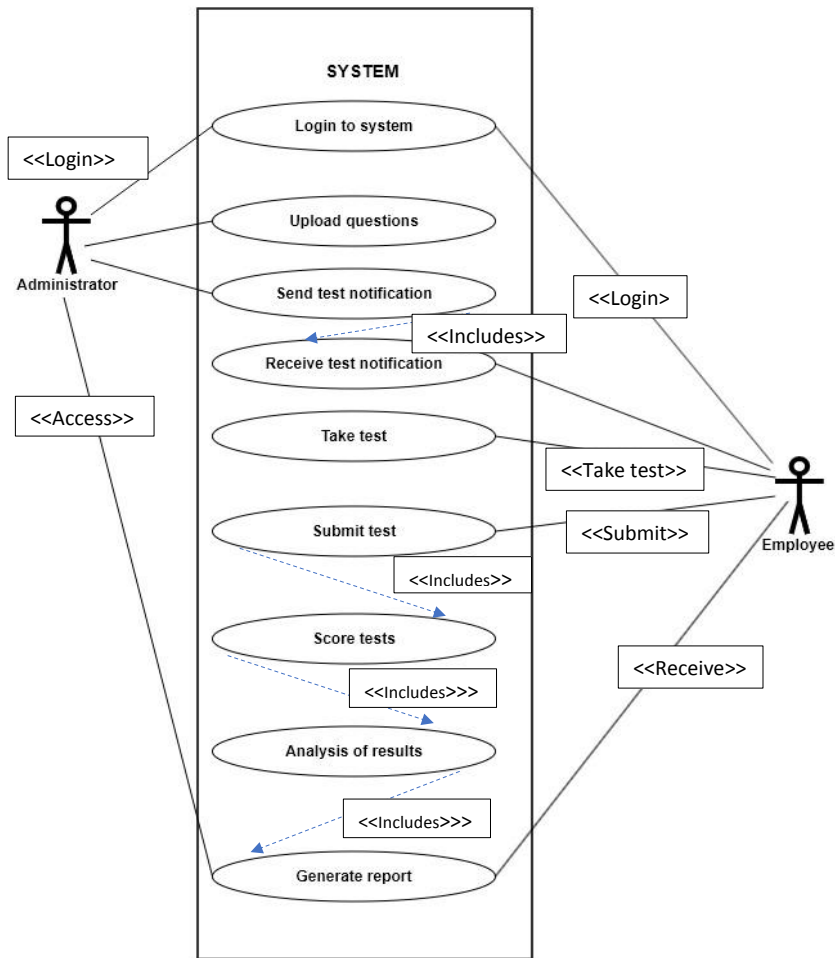 SYSTEM
Login to system
<<Login>>
Upload questions
Administrator
Send test notification
<<Login>
<<Includes>>
Receive test notification
<<Access>>
Take test
<<Take test>>
Submit test
<<Submit>>
Employee
<<Includes>>
Score tests
<<Receive>>
<<Includes>>>
Analysis of results
<<Includes>>>
Generate report